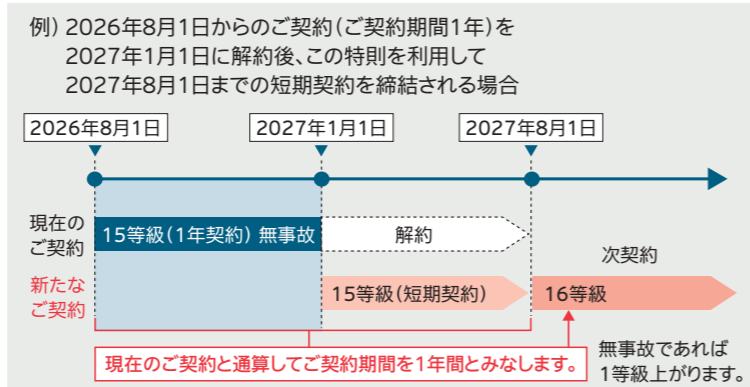 例）2026年8月1日からのご契約（ご契約期間1年）を
2027年1月1日に解約後、この特則を利用して
2027年8月1日までの短期契約を締結される場合
2026年8月1日
2027年1月1日
2027年8月1日
現在の
ご契約
15等級（1年契約）無事故
解約
次契約
新たな
ご契約
15等級（短期契約）
16等級
現在のご契約と通算してご契約期間を1年間とみなします。
無事故であれば
1等級上がります。